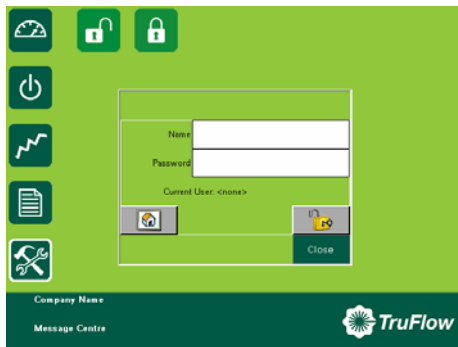 Name
Password
Current User: <none>
Close
Company Name
Message Centre
TruFlow